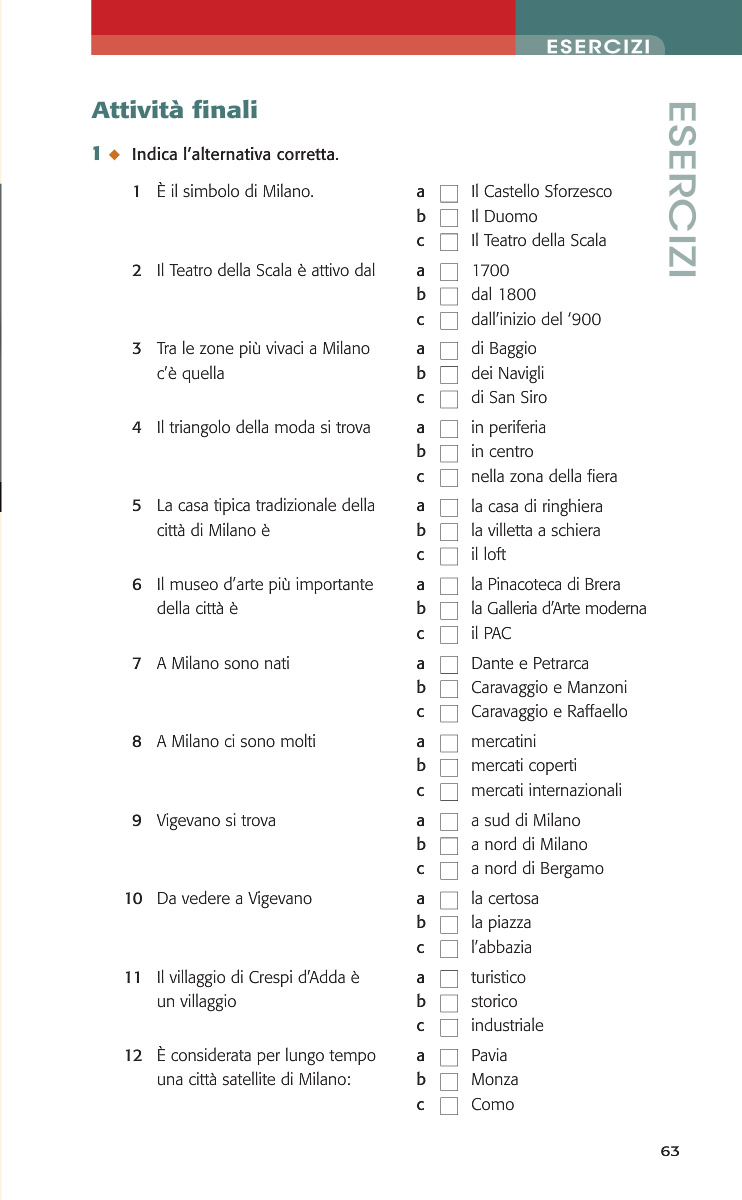 ESERCIZI
Attività finali
ESERCIZI
1 ◆ Indica l’alternativa corretta.
1 È il simbolo di Milano. a Il Castello Sforzesco
b Il Duomo
c Il Teatro della Scala
2 Il Teatro della Scala è attivo dal a 1700
b dal 1800
c dall’inizio del ‘900
3 Tra le zone più vivaci a Milano a di Baggio
c’è quella b dei Navigli
c di San Siro
4 Il triangolo della moda si trova a in periferia
b in centro
c nella zona della fiera
5 La casa tipica tradizionale della a la casa di ringhiera
città di Milano è b la villetta a schiera
c il loft
6 Il museo d’arte più importante a la Pinacoteca di Brera
della città è b la Galleria d’Arte moderna
c il PAC
7 A Milano sono nati a Dante e Petrarca
b Caravaggio e Manzoni
c Caravaggio e Raffaello
8 A Milano ci sono molti a mercatini
b mercati coperti
c mercati internazionali
9 Vigevano si trova a a sud di Milano
b a nord di Milano
c a nord di Bergamo
10 Da vedere a Vigevano a la certosa
b la piazza
c l’abbazia
11 Il villaggio di Crespi d’Adda è a turistico
un villaggio b storico
c industriale
12 È considerata per lungo tempo a Pavia
una città satellite di Milano: b Monza
c Como
63